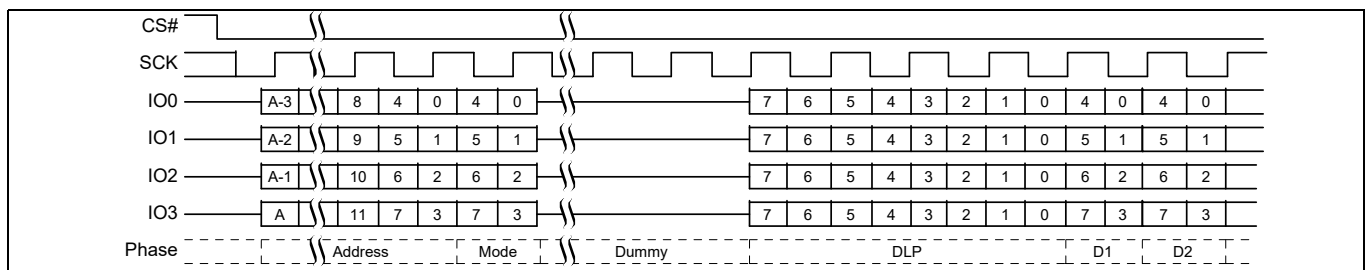 CS#
SCK
IO0 A-3 8 4 0 4 0 7 6 5 4 3 2 1 0 4 0 4 0
IO1 A-2 9 5 1 5 1 7 6 5 4 3 2 1 0 5 1 5 1
IO2 A-1 10 6 2 6 2 7 6 5 4 3 2 1 0 6 2 6 2
IO3 A 11 7 3 7 3 7 6 5 4 3 2 1 0 7 3 7 3
Phase Address Mode Dummy DLP D1 D2